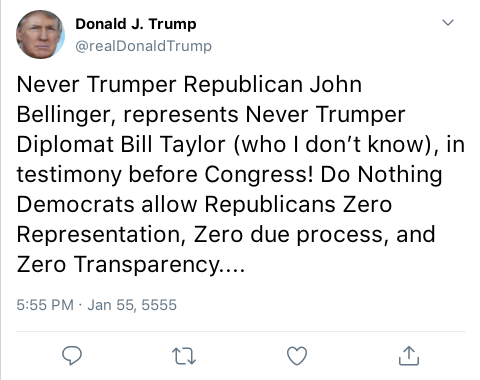 Donald J. Trump
@realDonaldTrump
Never Trumper Republican John
Bellinger, represents Never Trumper
Diplomat Bill Taylor (who I don’t know), in
testimony before Congress! Do Nothing
Democrats allow Republicans Zero
Representation, Zero due process, and
Zero Transparency....
5:55 PM · Jan 55, 5555